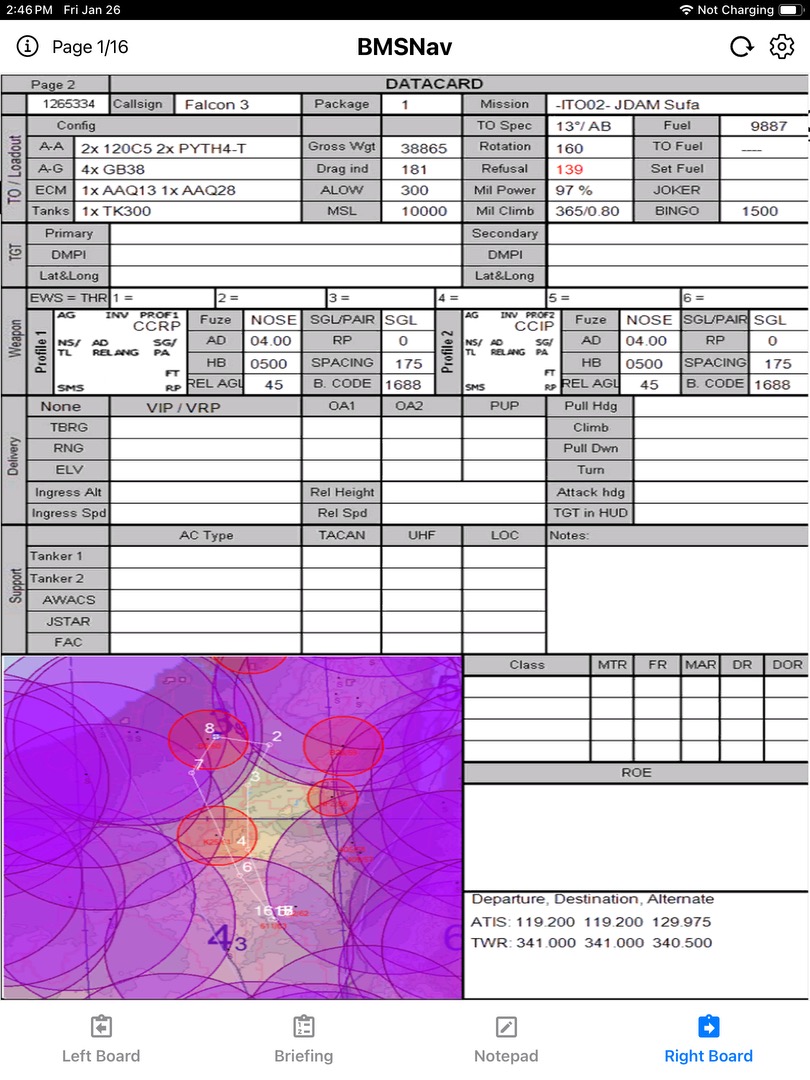 2:46 PM Fri Jan 26 Not Charging
Page 1/16 BMSNav
Page 2 DATACARD
1265334 Callsign Falcon 3 Package 1 Mission -ITO02- JDAM Sufa
TO / Loadout
Config TO Spec 13°/ AB Fuel 9887
A-A 2x 120C5 2x PYTH4-T Gross Wgt 38865 Rotation 160 TO Fuel ----
A-G 4x GB38 Drag ind 181 Refusal 139 Set Fuel
ECM 1x AAQ13 1x AAQ28 ALOW 300 Mil Power 97 % JOKER
Tanks 1x TK300 MSL 10000 Mil Climb 365/0.80 BINGO 1500
TGT
Primary Secondary
DMPI DMPI
Lat&Long Lat&Long
EWS = THR 1 = 2 = 3 = 4 = 5 = 6 =
Weapon
Profile 1
AG INV PROF1
CCRP
NS/ AD SG/
TL RELANG PA
FT
SMS RP
Fuze NOSE SGL/PAIR SGL
AD 04.00 RP 0
HB 0500 SPACING 175
REL AGL 45 B. CODE 1688
Profile 2
AG INV PROF2
CCIP
NS/ AD SG/
TL RELANG PA
FT
SMS RP
Fuze NOSE SGL/PAIR SGL
AD 04.00 RP 0
HB 0500 SPACING 175
REL AGL 45 B. CODE 1688
Delivery
None VIP / VRP OA1 OA2 PUP Pull Hdg
TBRG Climb
RNG Pull Dwn
ELV Turn
Ingress Alt Rel Height Attack hdg
Ingress Spd Rel Spd TGT in HUD
Support
AC Type TACAN UHF LOC Notes:
Tanker 1
Tanker 2
AWACS
JSTAR
FAC
Class MTR FR MAR DR DOR
ROE
8
2
7
3
4
6
4 3
Departure, Destination, Alternate
ATIS: 119.200 119.200 129.975
TWR: 341.000 341.000 340.500
Left Board Briefing Notepad Right Board